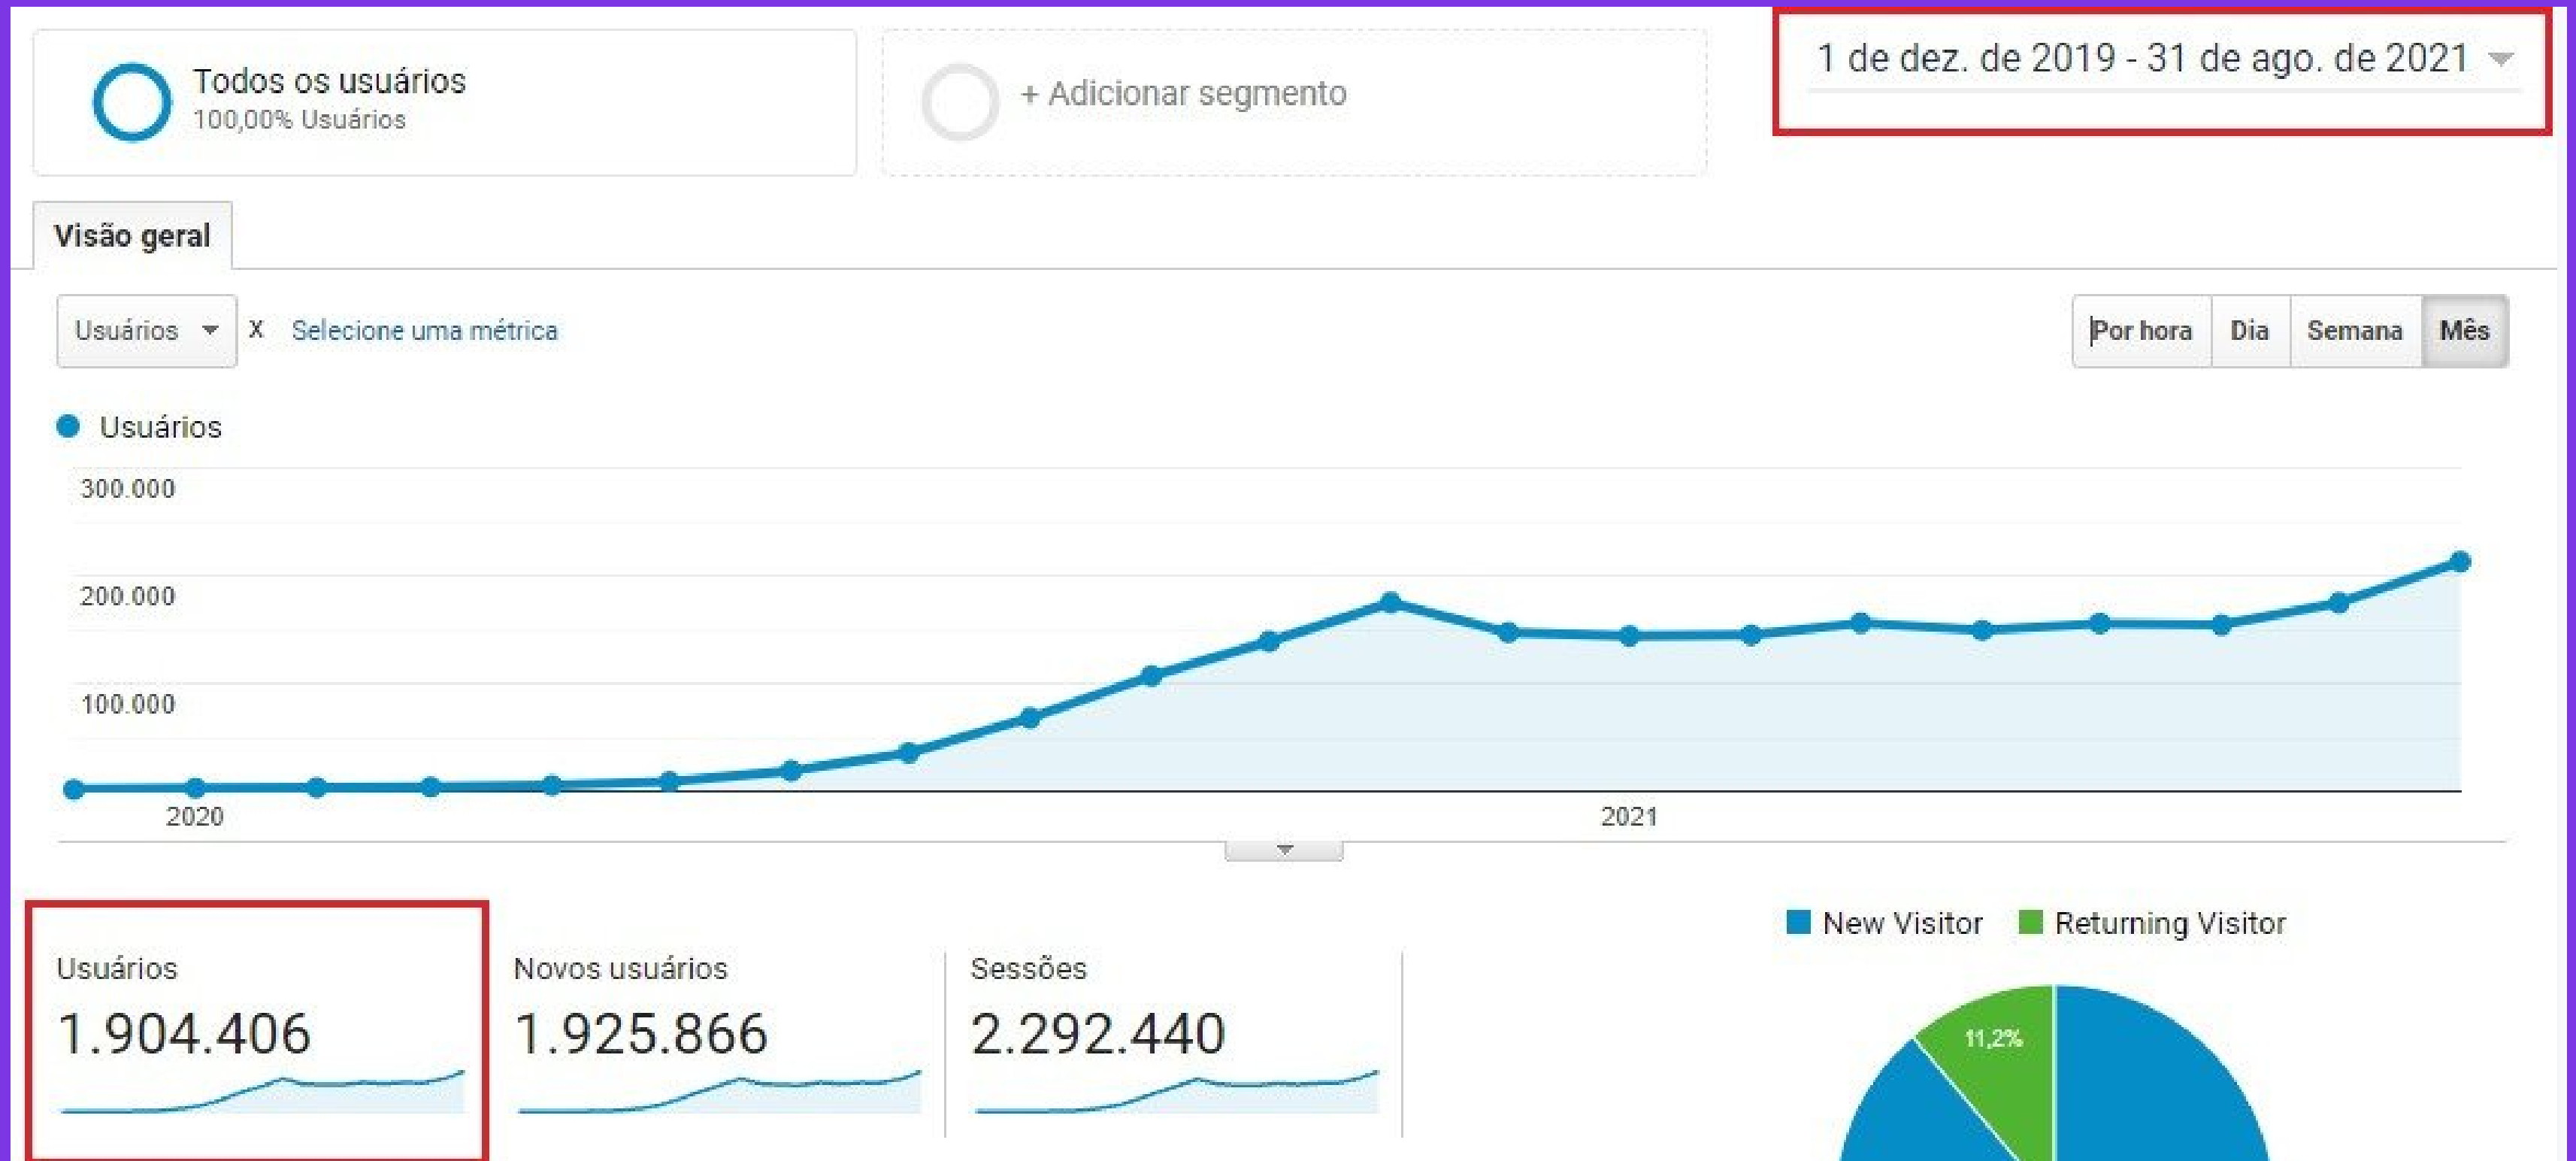 Todos os usuários
100,00% Usuários
+ Adicionar segmento
1 de dez. de 2019 - 31 de ago. de 2021
Visão geral
Usuários X Selecione uma métrica
Por hora Dia Semana Mês
Usuários
300.000
200.000
100.000
2020 2021
New Visitor Returning Visitor
Usuários
1.904.406
Novos usuários
1.925.866
Sessões
2.292.440
11,2%